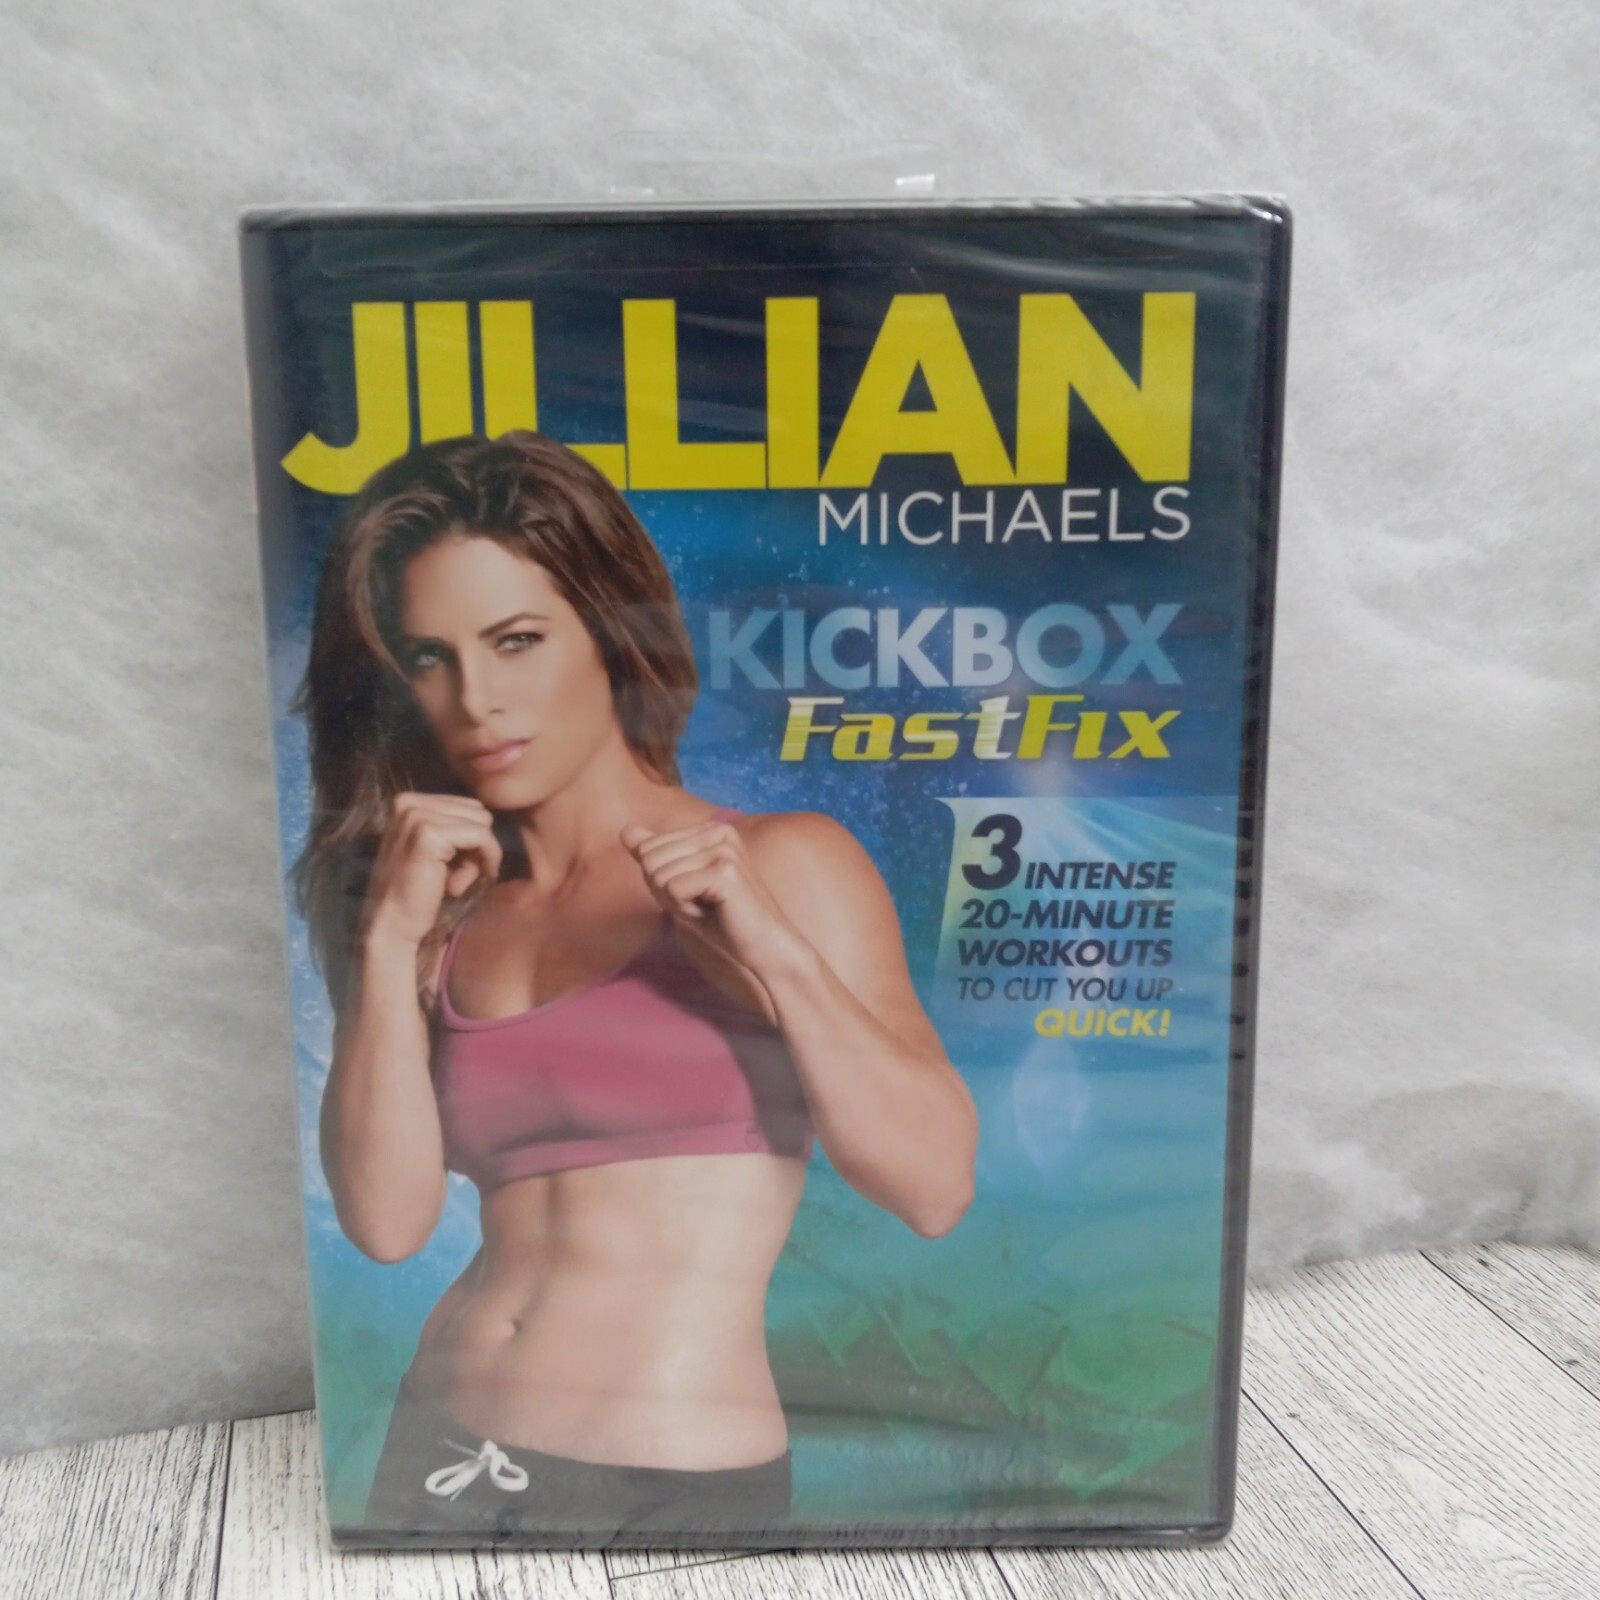 JILLIAN
MICHAELS
KICKBOX
FastFix
3 INTENSE
20-MINUTE
WORKOUTS
TO CUT YOU UP
QUICK!